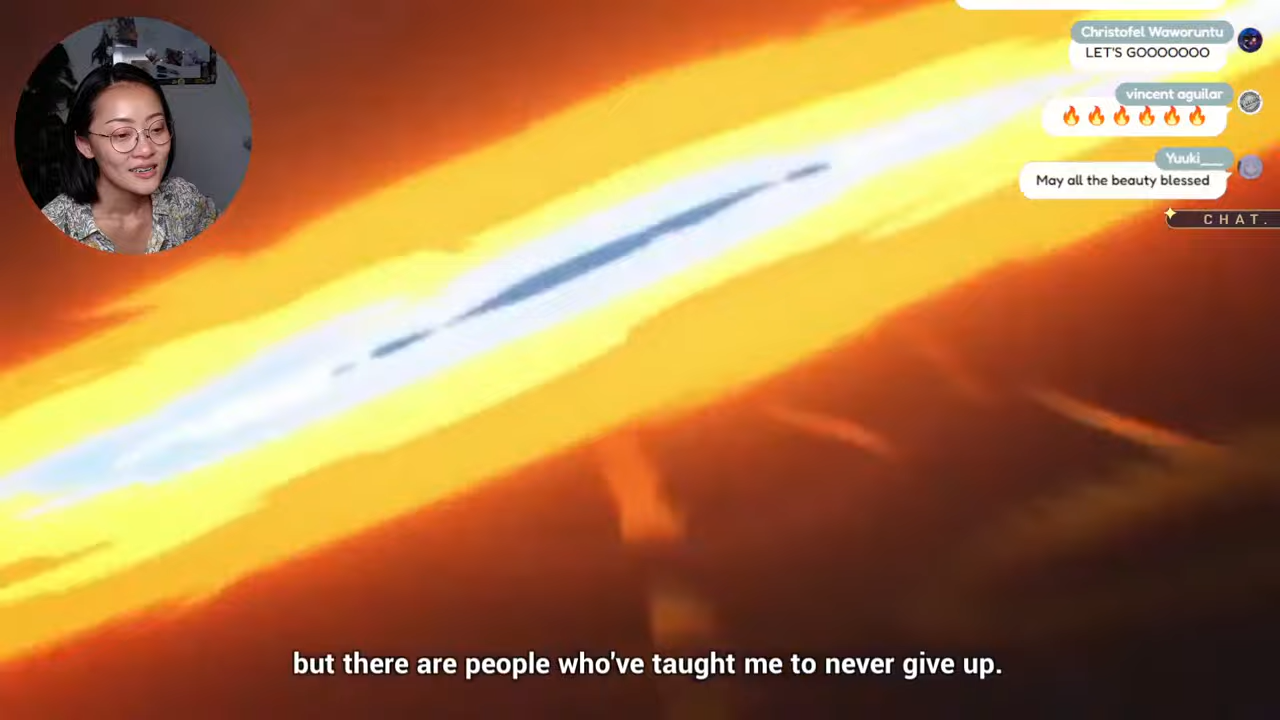 Christofel Waworuntu
LET'S GOOOOOOO
vincent aguilar
🔥🔥🔥🔥🔥🔥
Yuuki___
May all the beauty blessed
CHAT.
but there are people who've taught me to never give up.